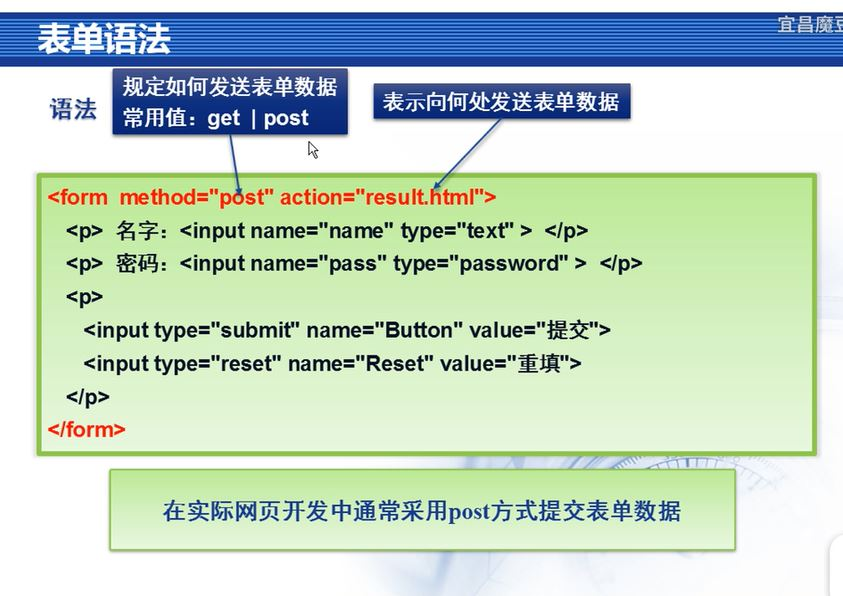 宜昌魔豆
表单语法
语法
规定如何发送表单数据
常用值：get | post
表示向何处发送表单数据
<form method="post" action="result.html">
<p> 名字：<input name="name" type="text" > </p>
<p> 密码：<input name="pass" type="password" > </p>
<p>
<input type="submit" name="Button" value="提交">
<input type="reset" name="Reset" value="重填">
</p>
</form>
在实际网页开发中通常采用post方式提交表单数据